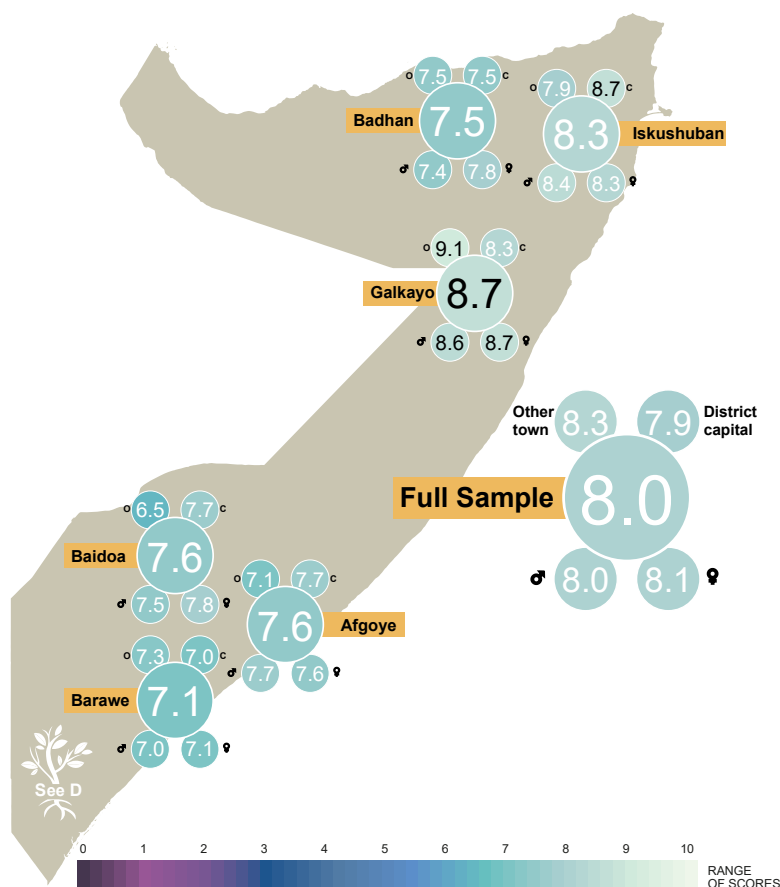 O 7.5 7.5 C
Badhan 7.5
♂ 7.4 7.8 ♀
O 7.9 8.7 C
8.3 Iskushuban
♂ 8.4 8.3 ♀
O 9.1 8.3 C
Galkayo 8.7
♂ 8.6 8.7 ♀
Other
town
8.3 7.9
District
capital
Full Sample 8.0
♂ 8.0 8.1 ♀
O 6.5 7.7 C
Baidoa 7.6
♂ 7.5 7.8 ♀
O 7.1 7.7 C
7.6 Afgoye
♂ 7.7 7.6 ♀
O 7.3 7.0 C
Barawe 7.1
♂ 7.0 7.1 ♀
See D
0 1 2 3 4 5 6 7 8 9 10
RANGE
OF SCORES